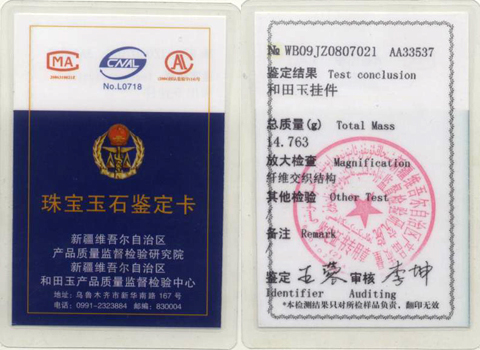 CMA
CNAL
No.L0718
珠宝玉石鉴定卡
新疆维吾尔自治区
产品质量监督检验研究院
新疆维吾尔自治区
和田玉产品质量监督检验中心
地址: 乌鲁木齐市新华南路 167 号
电话: 0991-2323884 邮编: 830004
№ WB09JZ0807021 AA33537
鉴定结果 Test conclusion
和田玉挂件
总质量(g) Total Mass
14.763
放大检查 Magnification
纤维交织结构
其他检验 Other Test
备注 Remark
鉴定 王蓉 审核 李坤
Identifier Auditing
*本检测结果只对所检样品负责,翻印无效